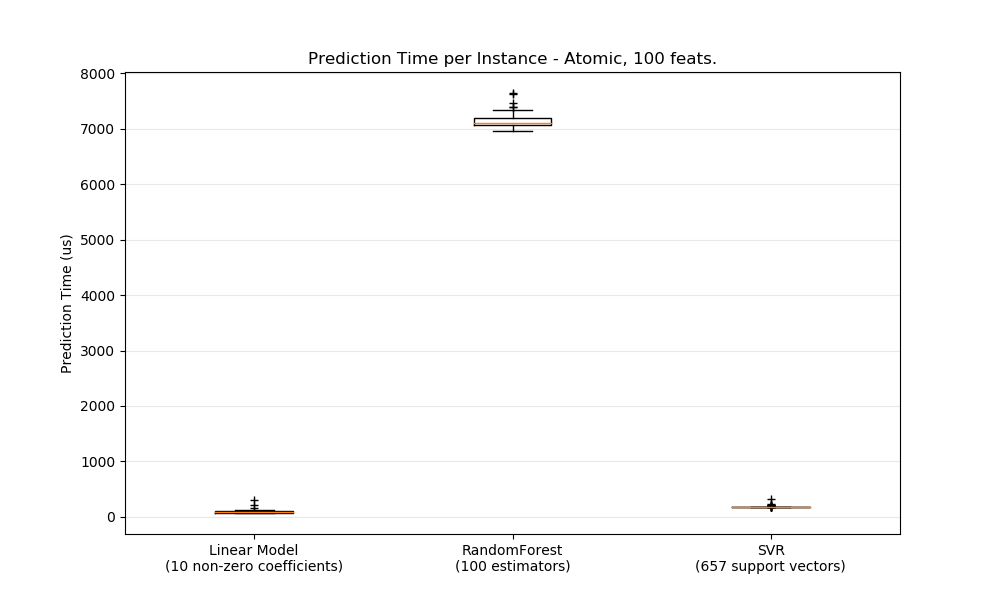 Prediction Time per Instance - Atomic, 100 feats.
8000
7000
6000
5000
4000
3000
2000
1000
0
Prediction Time (us)
Linear Model
(10 non-zero coefficients)
RandomForest
(100 estimators)
SVR
(657 support vectors)